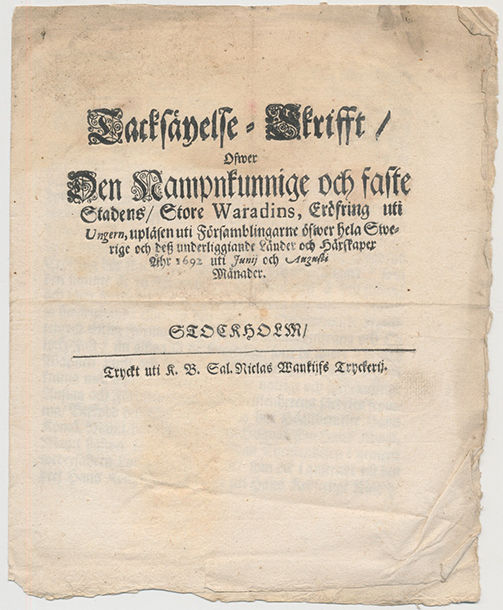 Tacksäyelse-Skrifft /
Ofwer
Den Nampnkunnige och faste
Stadens / Store Waradins, Eröfring uti
Ungern, upläsen uti Församblingarne öfwer hela Swe-
rige och deß underliggiande Länder och Härskaper
Åhr 1692 uti Junij och Augusti
Månader.
STOCKHOLM /
Tryckt uti K. B. Sal. Niclas Wankijfs Tryckerij.